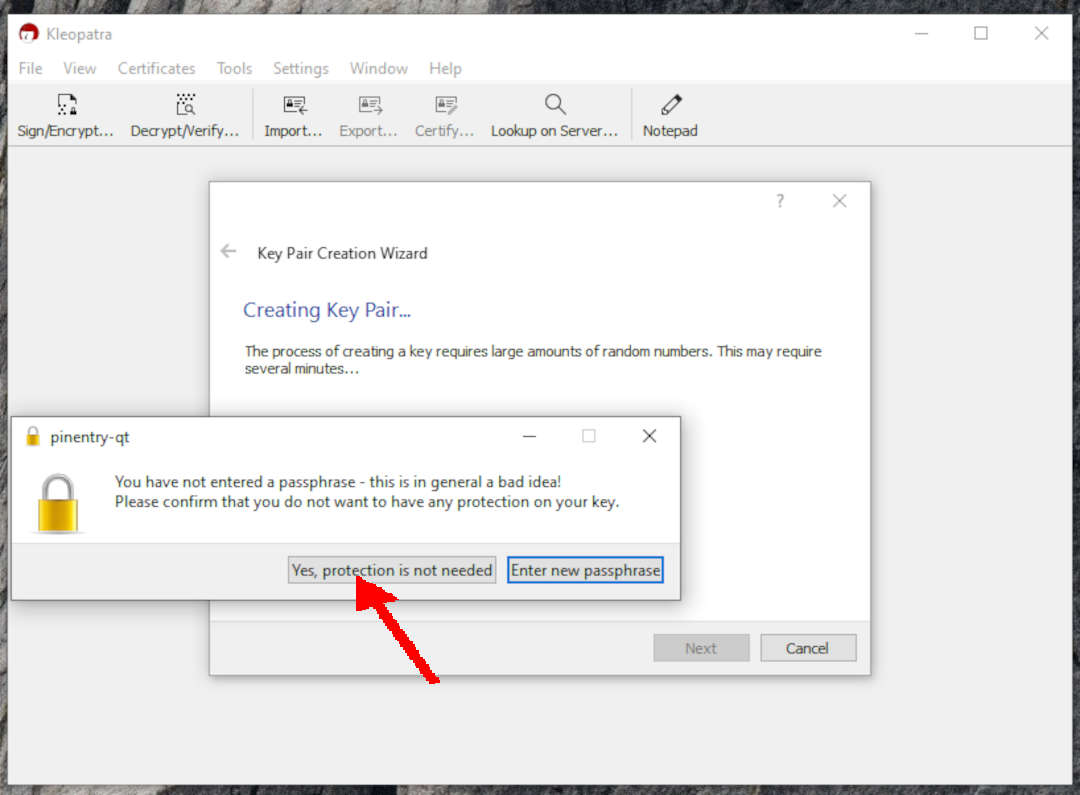 Kleopatra
File View Certificates Tools Settings Window Help
Sign/Encrypt... Decrypt/Verify... Import... Export... Certify... Lookup on Server... Notepad
?
Key Pair Creation Wizard
Creating Key Pair...
The process of creating a key requires large amounts of random numbers. This may require
several minutes...
pinentry-qt
You have not entered a passphrase - this is in general a bad idea!
Please confirm that you do not want to have any protection on your key.
Yes, protection is not needed Enter new passphrase
Next Cancel